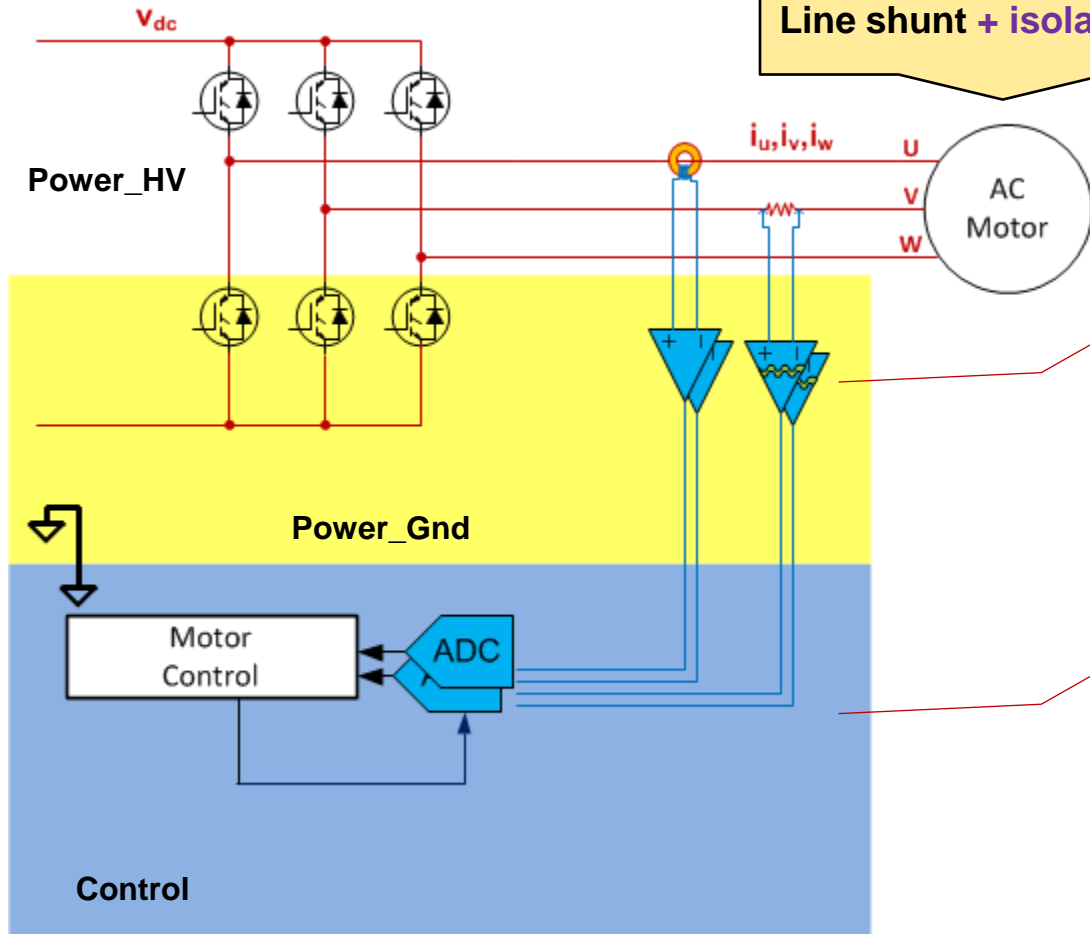 Vdc
Line shunt + isola
Power_HV
iu,iv,iw
U
V
W
AC
Motor
+ −
+ −
Power_Gnd
Motor
Control
ADC
Control